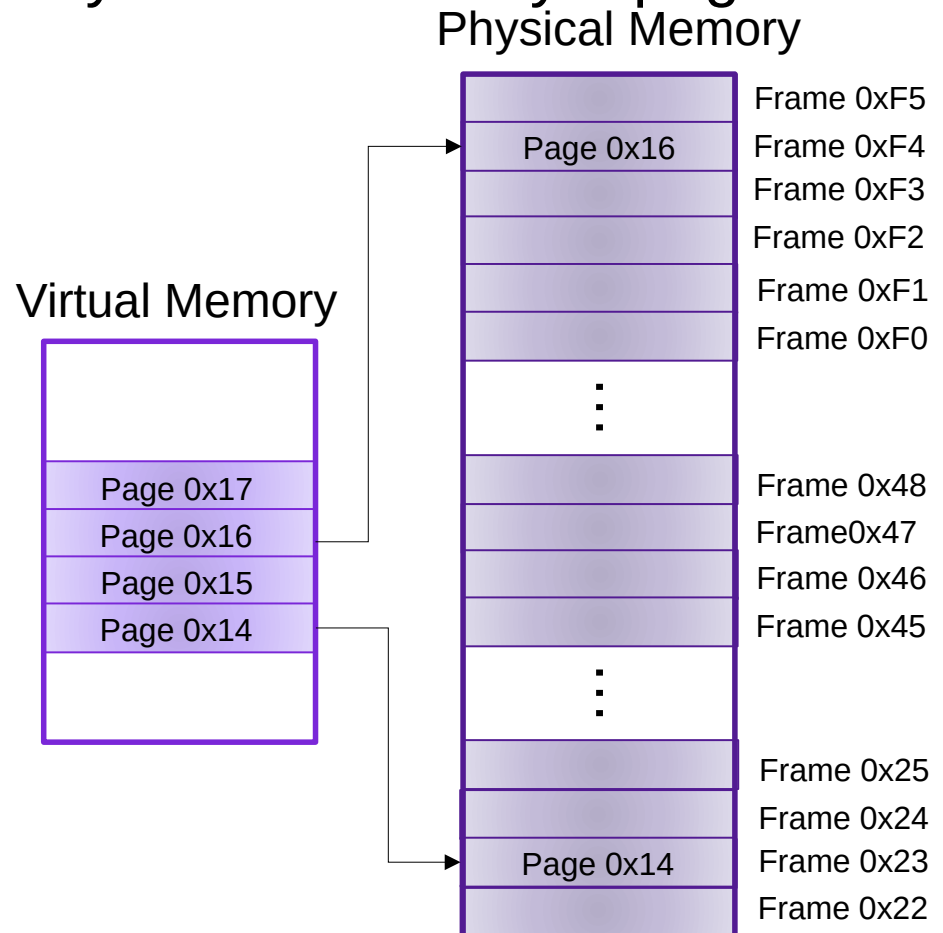 Physical Memory
Frame 0xF5
Page 0x16
Frame 0xF4
Frame 0xF3
Frame 0xF2
Virtual Memory
Frame 0xF1
Frame 0xF0
Page 0x17
Frame 0x48
Page 0x16
Frame0x47
Page 0x15
Frame 0x46
Page 0x14
Frame 0x45
Frame 0x25
Frame 0x24
Page 0x14
Frame 0x23
Frame 0x22